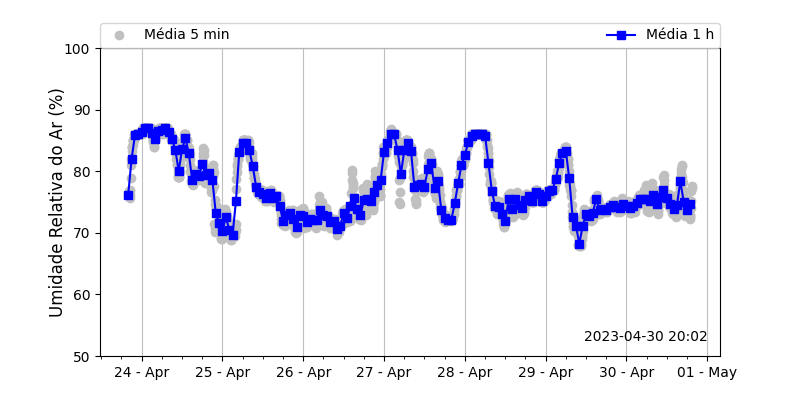 Média 5 min Média 1 h
100
90
80
70
60
50
Umidade Relativa do Ar (%)
2023-04-30 20:02
24 - Apr 25 - Apr 26 - Apr 27 - Apr 28 - Apr 29 - Apr 30 - Apr 01 - May